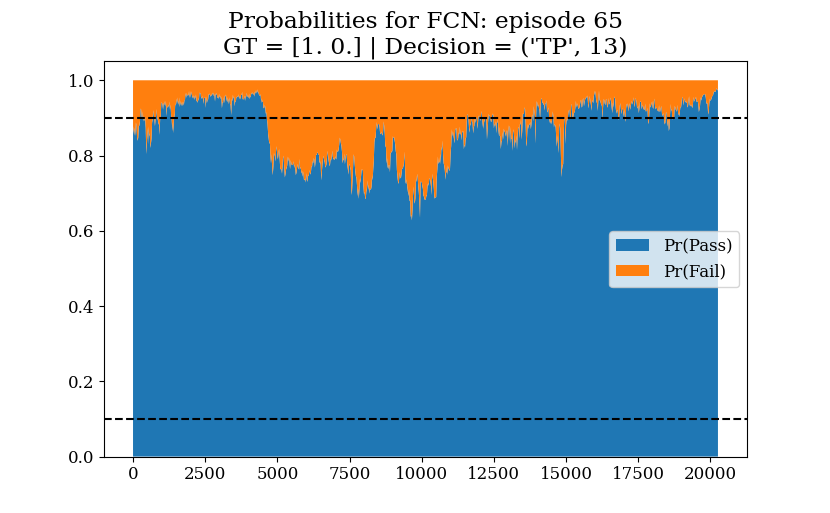 Probabilities for FCN: episode 65
GT = [1. 0.] | Decision = ('TP', 13)
1.0
0.8
0.6
0.4
0.2
0.0
Pr(Pass)
Pr(Fail)
0 2500 5000 7500 10000 12500 15000 17500 20000